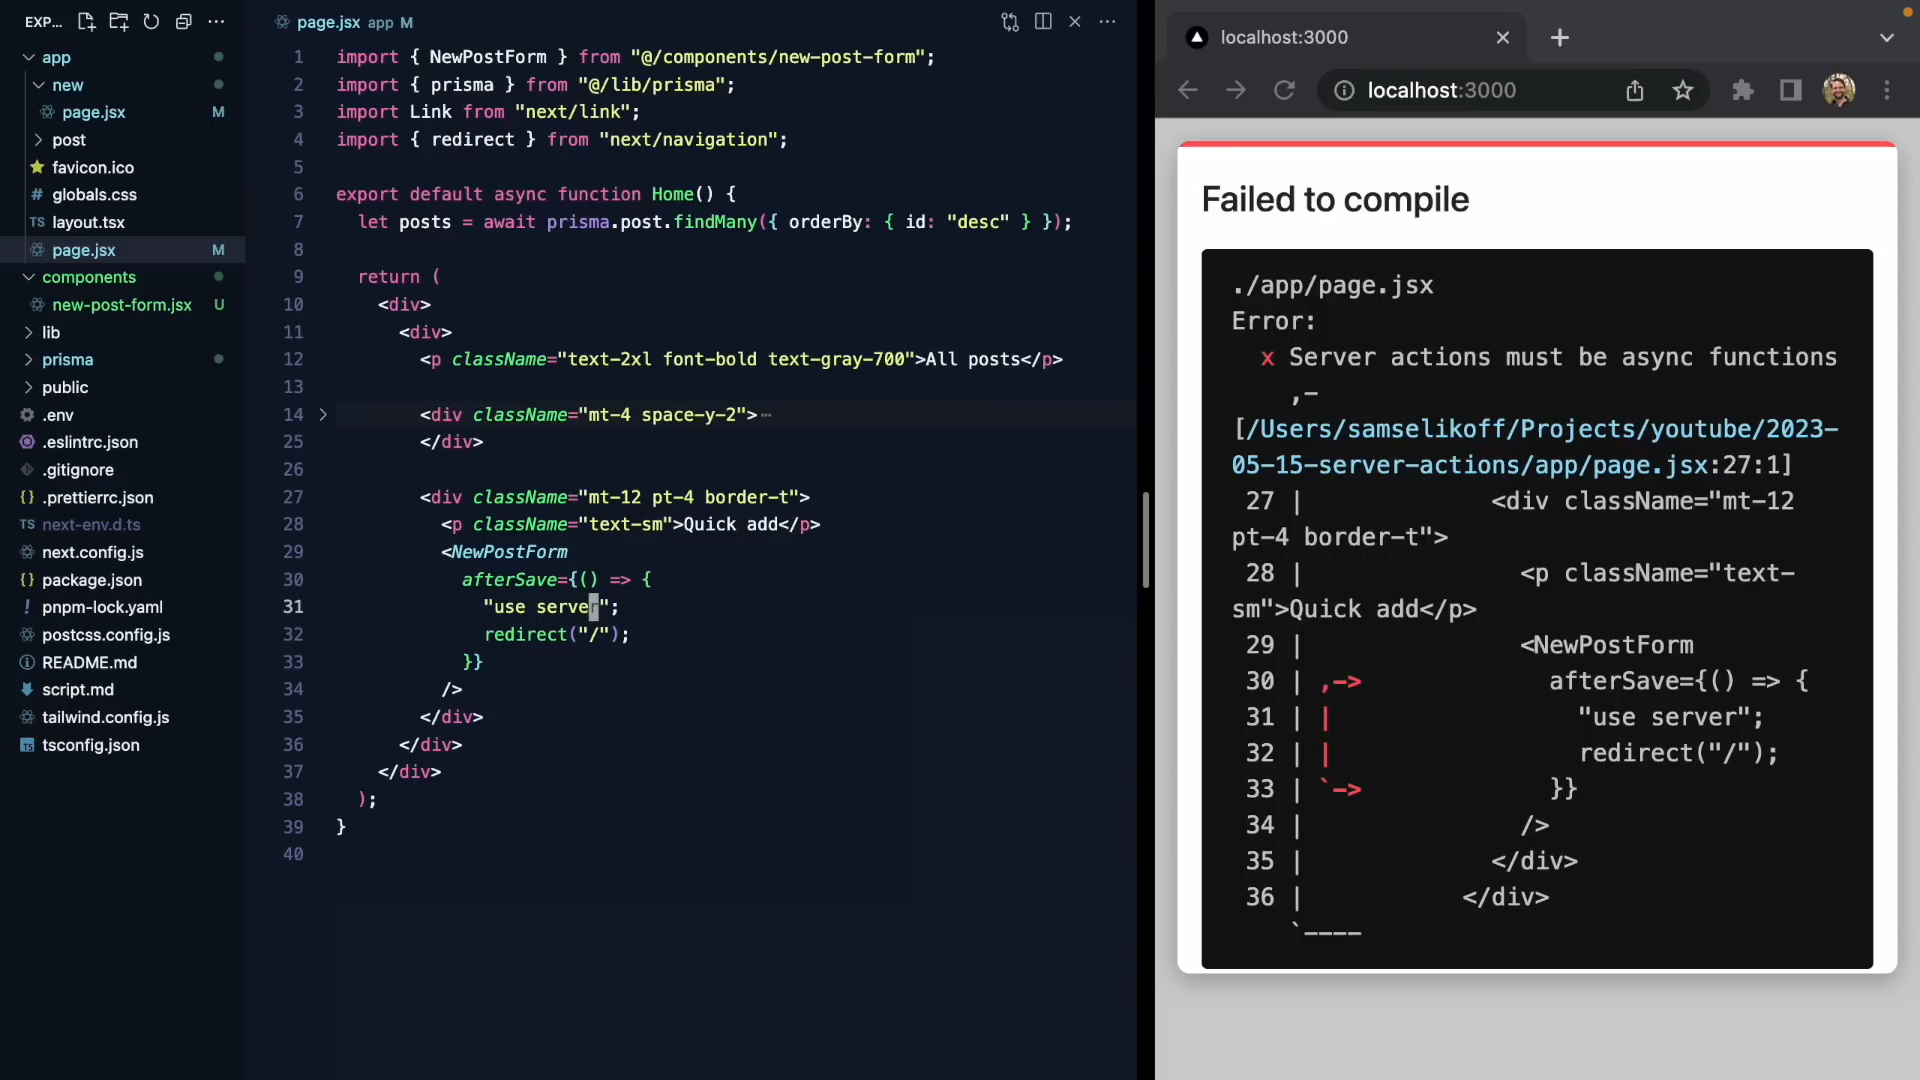 EXP...
app
new
page.jsx M
post
favicon.ico
# globals.css
TS layout.tsx
page.jsx M
components
new-post-form.jsx U
lib
prisma
public
.env
.eslintrc.json
.gitignore
{} .prettierrc.json
TS next-env.d.ts
next.config.js
{} package.json
! pnpm-lock.yaml
postcss.config.js
README.md
script.md
tailwind.config.js
TS tsconfig.json
page.jsx app M
1 import { NewPostForm } from "@/components/new-post-form";
2 import { prisma } from "@/lib/prisma";
3 import Link from "next/link";
4 import { redirect } from "next/navigation";
5
6 export default async function Home() {
7 let posts = await prisma.post.findMany({ orderBy: { id: "desc" } });
8
9 return (
10 <div>
11 <div>
12 <p className="text-2xl font-bold text-gray-700">All posts</p>
13
14 <div className="mt-4 space-y-2">⋯
25 </div>
26
27 <div className="mt-12 pt-4 border-t">
28 <p className="text-sm">Quick add</p>
29 <NewPostForm
30 afterSave={() => {
31 "use server";
32 redirect("/");
33 }}
34 />
35 </div>
36 </div>
37 </div>
38 );
39 }
40
localhost:3000
localhost:3000
Failed to compile
./app/page.jsx
Error:
x Server actions must be async functions
,-
[/Users/samselikoff/Projects/youtube/2023-
05-15-server-actions/app/page.jsx:27:1]
27 | <div className="mt-12
pt-4 border-t">
28 | <p className="text-
sm">Quick add</p>
29 | <NewPostForm
30 | ,-> afterSave={() => {
31 | | "use server";
32 | | redirect("/");
33 | `-> }}
34 | />
35 | </div>
36 | </div>
`----